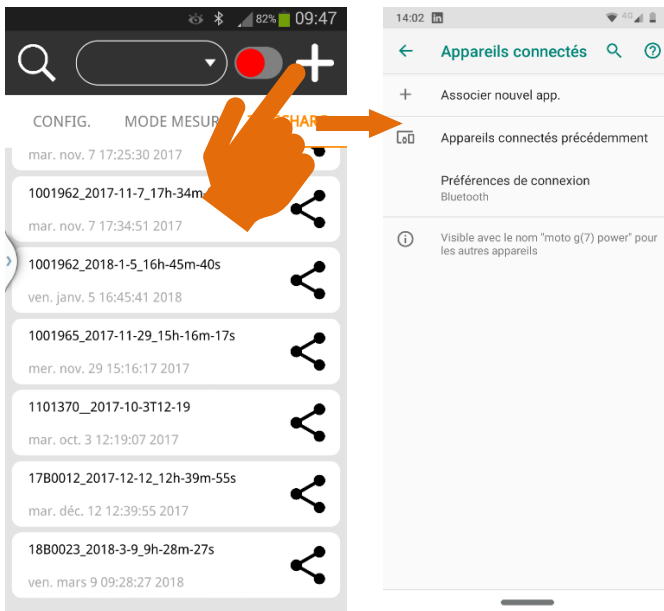 82% 09:47
CONFIG. MODE MESUR
mar. nov. 7 17:25:30 2017
1001962_2017-11-7_17h-34m
mar. nov. 7 17:34:51 2017
1001962_2018-1-5_16h-45m-40s
ven. janv. 5 16:45:41 2018
1001965_2017-11-29_15h-16m-17s
mer. nov. 29 15:16:17 2017
1101370__2017-10-3T12-19
mar. oct. 3 12:19:07 2017
17B0012_2017-12-12_12h-39m-55s
mar. déc. 12 12:39:55 2017
18B0023_2018-3-9_9h-28m-27s
ven. mars 9 09:28:27 2018
14:02 in 4G
Appareils connectés
Associer nouvel app.
Appareils connectés précédemment
Préférences de connexion
Bluetooth
Visible avec le nom "moto g(7) power" pour
les autres appareils